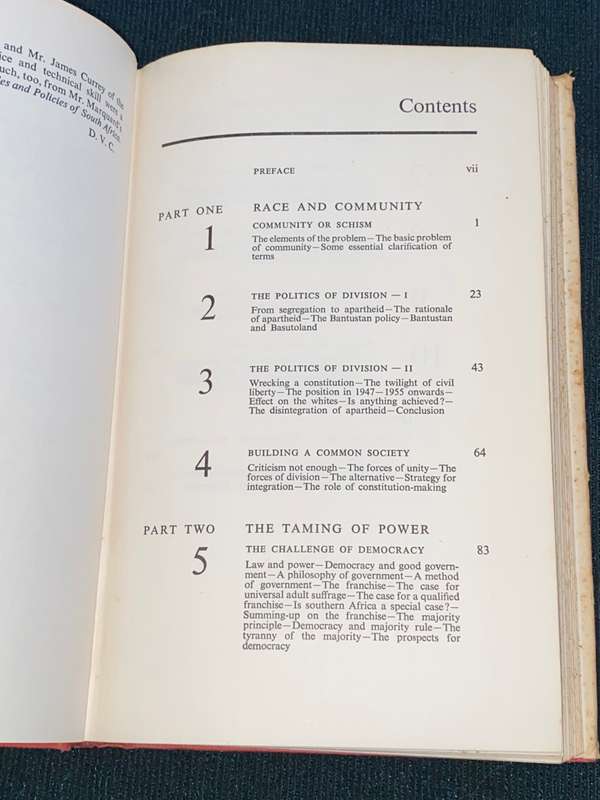 and Mr. James Currey of the
and technical skill were a
too, from Mr. Marquard's
and Policies of South Africa.
D. V. C.
Contents
PREFACE vii
PART ONE RACE AND COMMUNITY
1 COMMUNITY OR SCHISM 1
The elements of the problem—The basic problem
of community—Some essential clarification of
terms
2 THE POLITICS OF DIVISION — I 23
From segregation to apartheid—The rationale
of apartheid—The Bantustan policy—Bantustan
and Basutoland
3 THE POLITICS OF DIVISION — II 43
Wrecking a constitution—The twilight of civil
liberty—The position in 1947—1955 onwards—
Effect on the whites—Is anything achieved?—
The disintegration of apartheid—Conclusion
4 BUILDING A COMMON SOCIETY 64
Criticism not enough—The forces of unity—The
forces of division—The alternative—Strategy for
integration—The role of constitution-making
PART TWO THE TAMING OF POWER
5 THE CHALLENGE OF DEMOCRACY 83
Law and power—Democracy and good govern-
ment—A philosophy of government—A method
of government—The franchise—The case for
universal adult suffrage—The case for a qualified
franchise—Is southern Africa a special case?—
Summing-up on the franchise—The majority
principle—Democracy and majority rule—The
tyranny of the majority—The prospects for
democracy